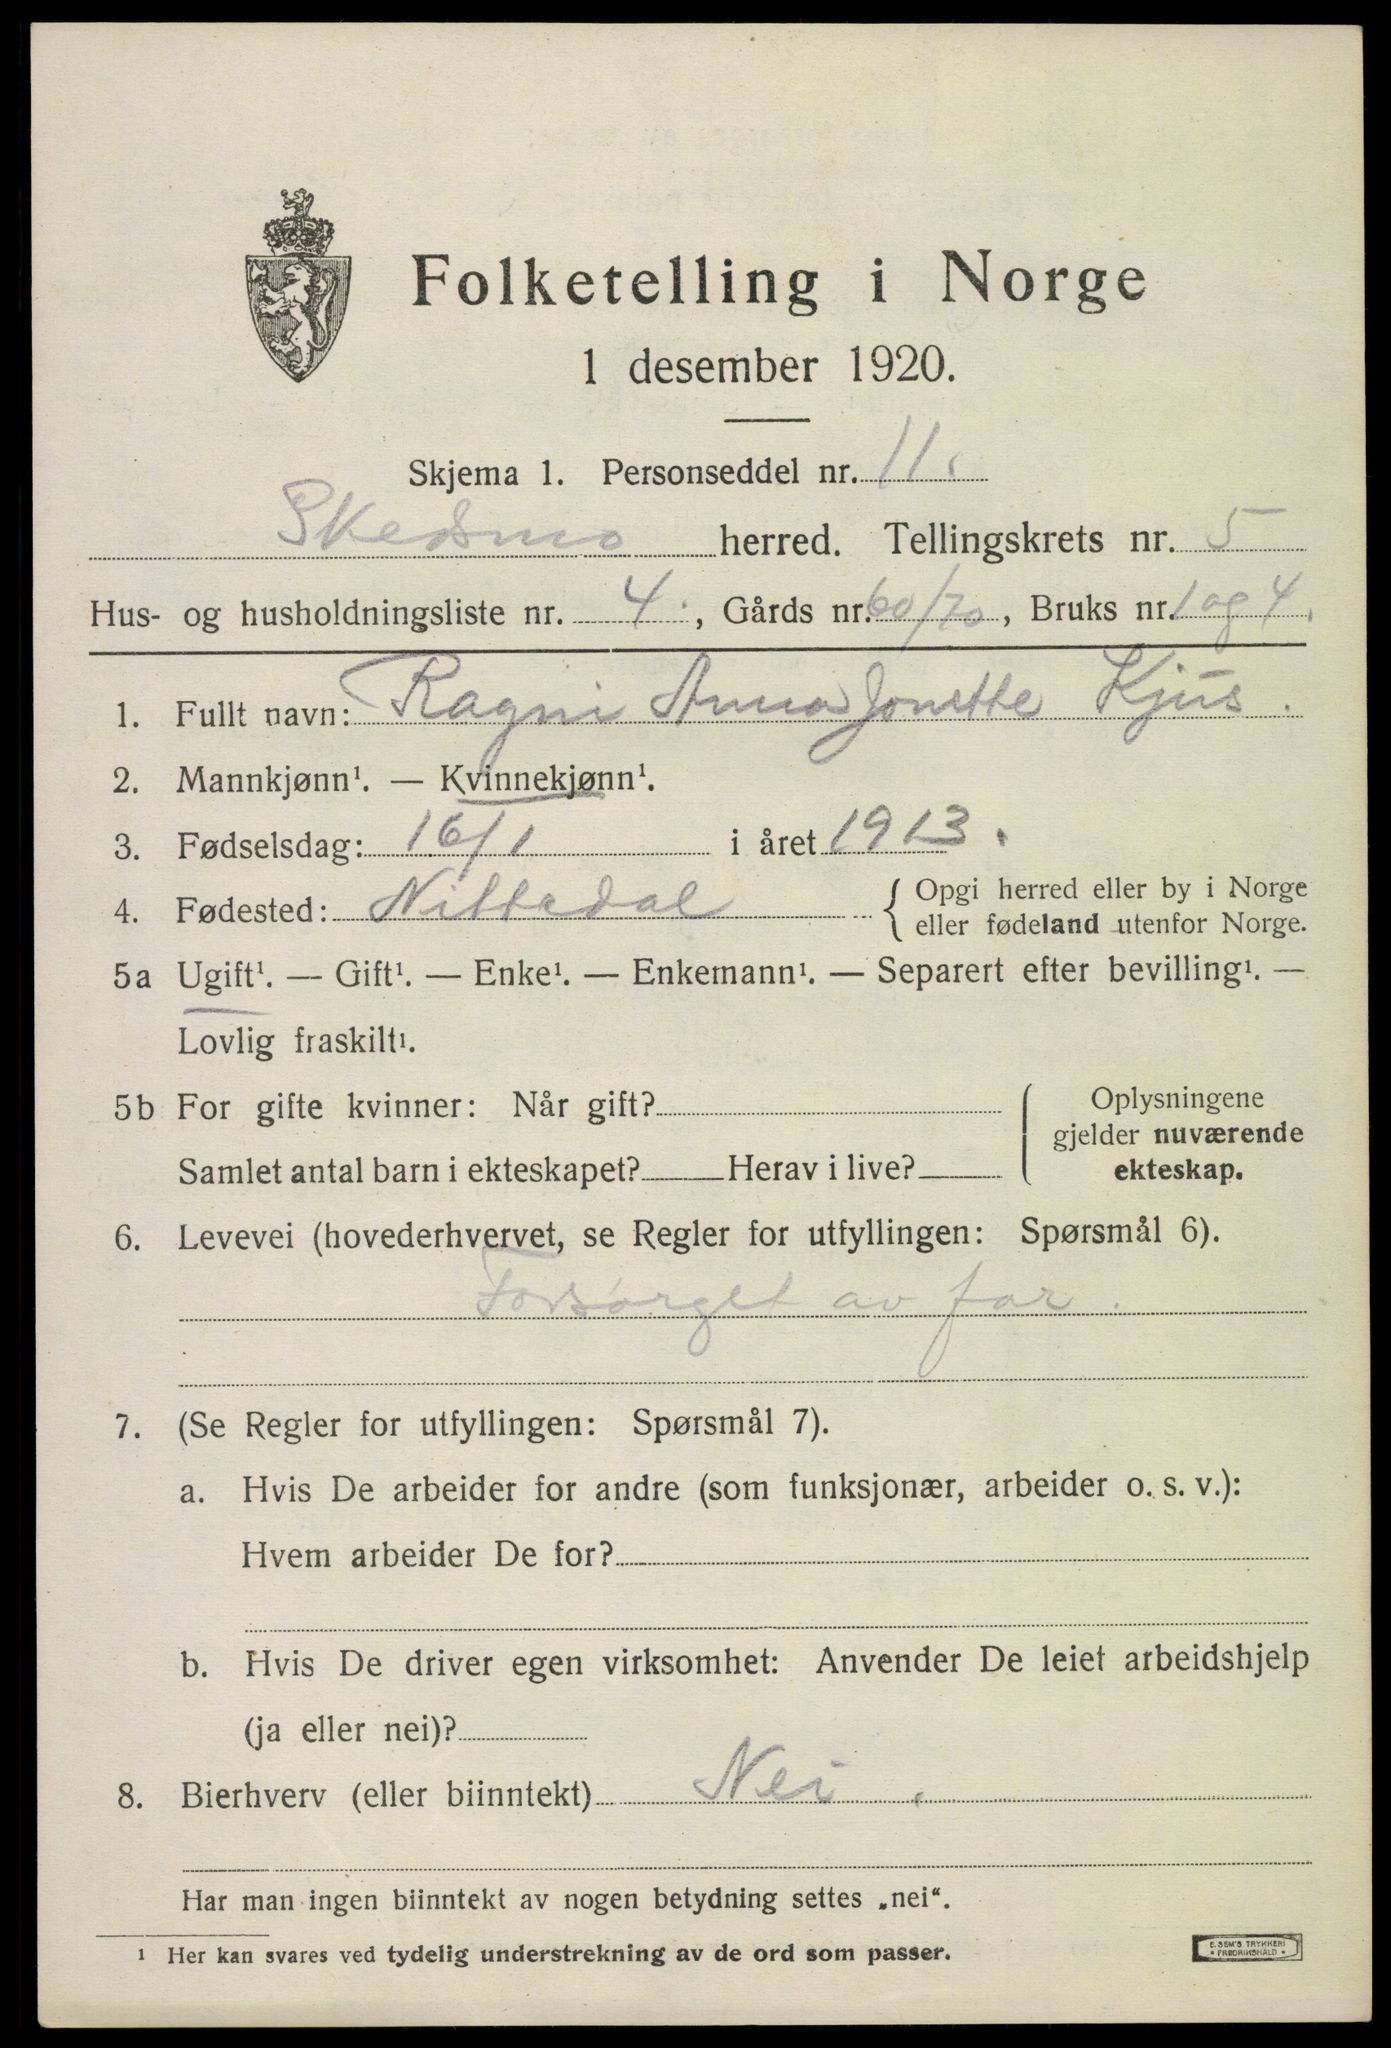 Folketelling i Norge
1 desember 1920.
Skjema 1. Personseddel nr. 11.
Skedsmo herred. Tellingskrets nr. 5
Hus- og husholdningsliste nr. 4., Gårds nr. 60/70, Bruks nr. 1 og 4.
1. Fullt navn: Ragni Anna Jonette Kjus.
2. Mannkjønn¹. — Kvinnekjønn¹.
3. Fødselsdag: 16/1 i året 1913.
4. Fødested: Nittedal { Opgi herred eller by i Norge
eller fødeland utenfor Norge.
5a Ugift¹. — Gift¹. — Enke¹. — Enkemann¹. — Separert efter bevilling¹. —
Lovlig fraskilt¹.
5b For gifte kvinner: Når gift?
Samlet antal barn i ekteskapet? Herav i live?
Oplysningene
gjelder nuværende
ekteskap.
6. Levevei (hovederhvervet, se Regler for utfyllingen: Spørsmål 6).
Forsørget av far.
7. (Se Regler for utfyllingen: Spørsmål 7).
a. Hvis De arbeider for andre (som funksjonær, arbeider o. s. v.):
Hvem arbeider De for?
b. Hvis De driver egen virksomhet: Anvender De leiet arbeidshjelp
(ja eller nei)?
8. Bierhverv (eller biinntekt) Nei.
Har man ingen biinntekt av nogen betydning settes „nei“.
¹ Her kan svares ved tydelig understrekning av de ord som passer.
E. SEM'S TRYKKERI
• FREDRIKSHALD •